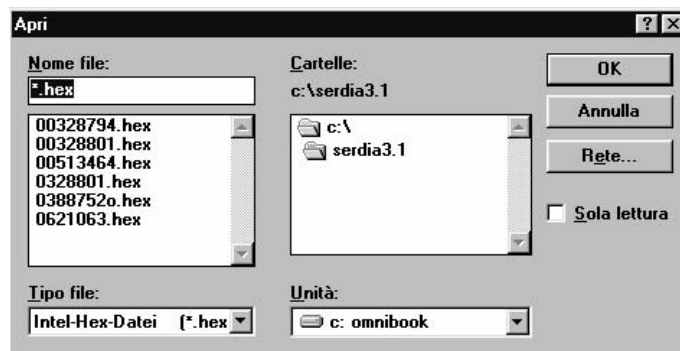 Apri
Nome file:
*.hex
00328794.hex
00328801.hex
00513464.hex
0328801.hex
0388752o.hex
0621063.hex
Tipo file:
Intel-Hex-Datei (*.hex
Cartelle:
c:\serdia3.1
c:\
serdia3.1
Unità:
c: omnibook
OK
Annulla
Rete...
Sola lettura